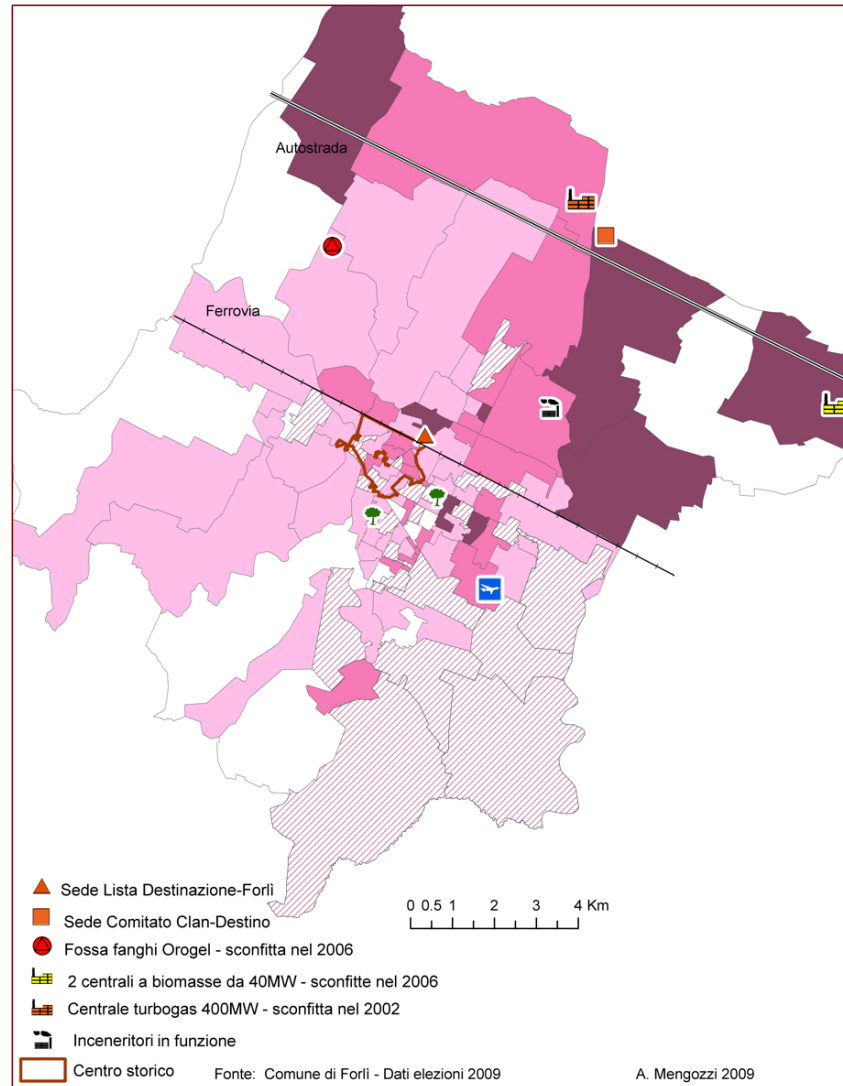 Autostrada
Ferrovia
Sede Lista Destinazione-Forlì
Sede Comitato Clan-Destino
0 0.5 1 2 3 4 Km
Fossa fanghi Orogel - sconfitta nel 2006
2 centrali a biomasse da 40MW - sconfitte nel 2006
Centrale turbogas 400MW - sconfitta nel 2002
Inceneritori in funzione
Centro storico Fonte: Comune di Forlì - Dati elezioni 2009 A. Mengozzi 2009